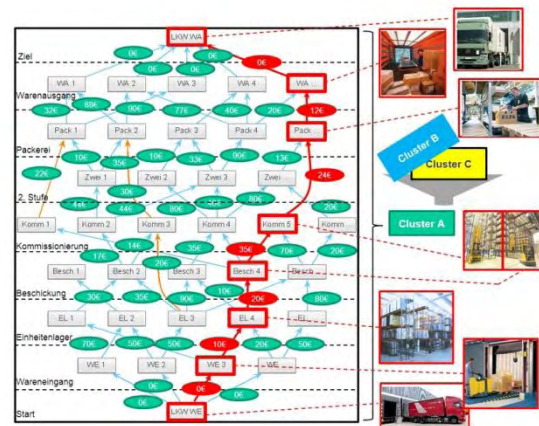 LKW WA
0€ 0€
Ziel 0€ 0€ 0€
WA 1 WA 2 WA 3 WA 4 WA ...
Warenausgang
32€ 88€ 90€ 77€ 40€ 20€ 12€
Pack 1 Pack 2 Pack 3 Pack 4 Pack ...
Packerei
10€ 35€ 10€ 33€ 90€ 13€
22€ Zwei 1 Zwei 2 Zwei 3 Zwei ... 24€
30€
2. Stufe
44€ 80€ 80€ 20€
Komm 1 Komm 2 Komm 3 Komm 4 Komm 5 Komm ...
Kommissionierung
17€ 14€ 20€ 35€ 35€ 70€ 20€
Besch 1 Besch 2 Besch 3 Besch 4 Besch ...
Beschickung
30€ 35€ 90€ 10€ 20€ 80€
EL 1 EL 2 EL 3 EL 4 EL ...
Einheitenlager
70€ 50€ 50€ 10€ 20€ 50€
WE 1 WE 2 WE 3 WE ...
Wareneingang
0€ 0€ 0€ 0€
Start LKW WE
Cluster B
Cluster C
Cluster A